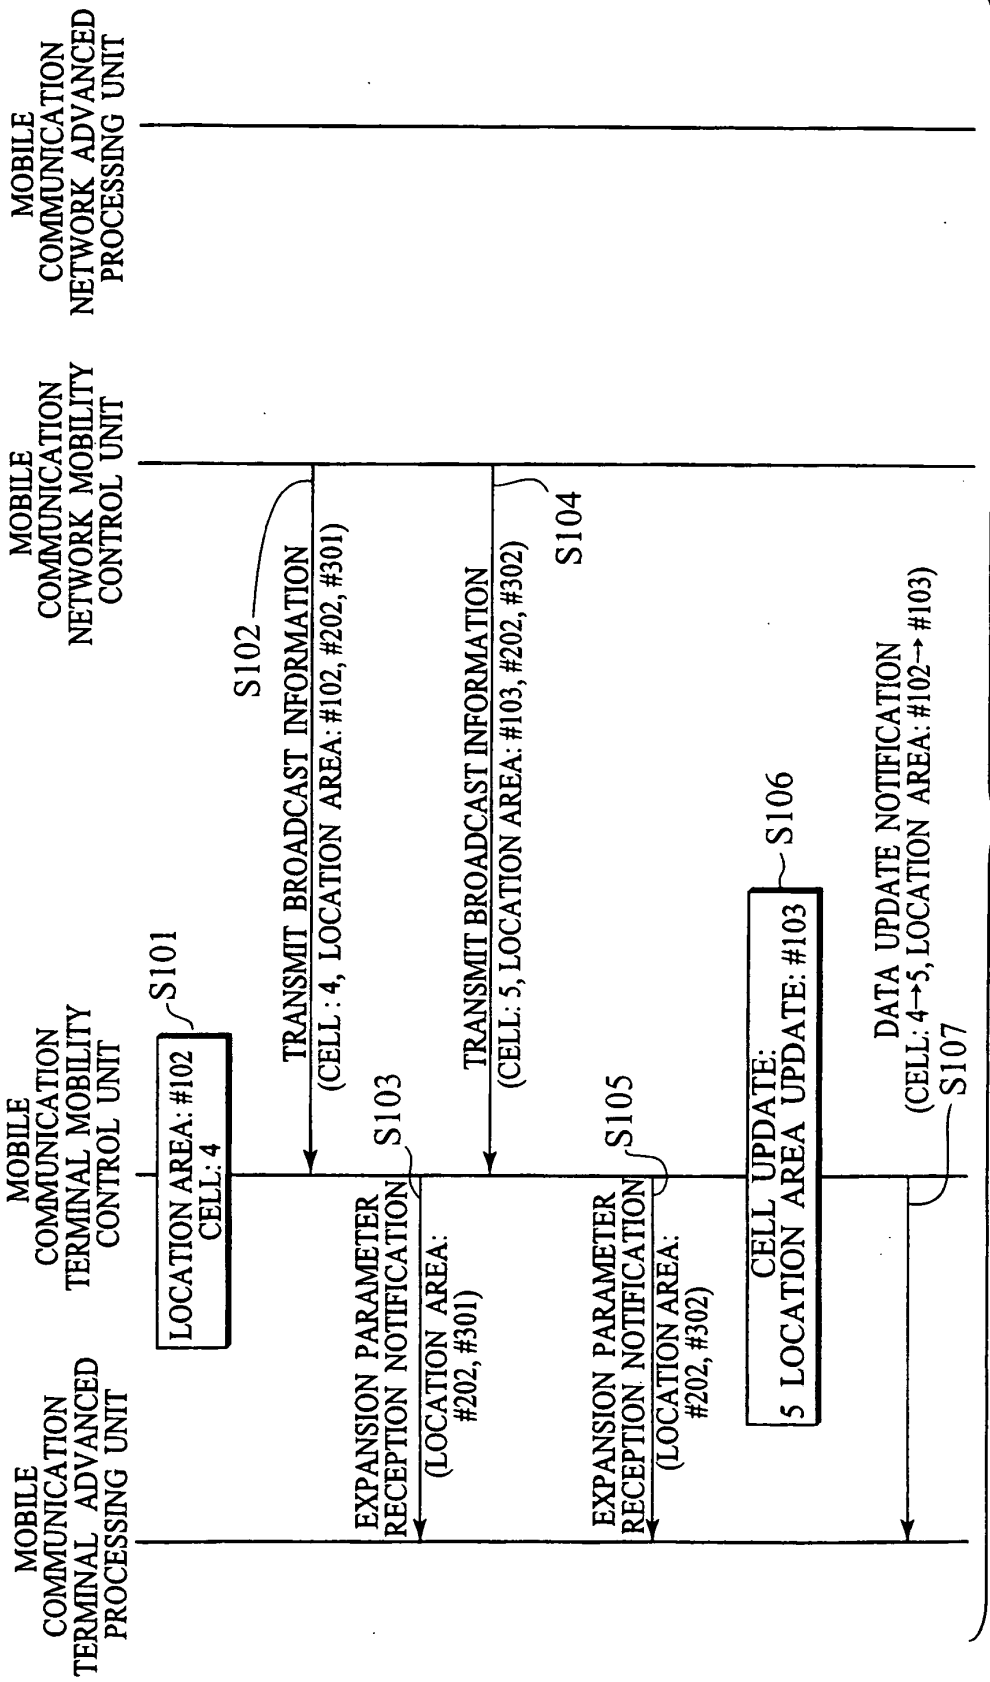 MOBILE
COMMUNICATION
TERMINAL ADVANCED
PROCESSING UNIT
MOBILE
COMMUNICATION
TERMINAL MOBILITY
CONTROL UNIT
MOBILE
COMMUNICATION
NETWORK MOBILITY
CONTROL UNIT
MOBILE
COMMUNICATION
NETWORK ADVANCED
PROCESSING UNIT
LOCATION AREA: #102
CELL: 4
S101
S102
TRANSMIT BROADCAST INFORMATION
(CELL : 4, LOCATION AREA: #102, #202, #301)
EXPANSION PARAMETER
RECEPTION NOTIFICATION
S103
(LOCATION AREA:
#202, #301)
TRANSMIT BROADCAST INFORMATION
(CELL: 5, LOCATION AREA: #103, #202, #302)
S104
EXPANSION PARAMETER
RECEPTION NOTIFICATION
S105
(LOCATION AREA:
#202, #302)
CELL UPDATE:
5 LOCATION AREA UPDATE: #103
S106
DATA UPDATE NOTIFICATION
(CELL: 4→5, LOCATION AREA: #102→ #103)
S107